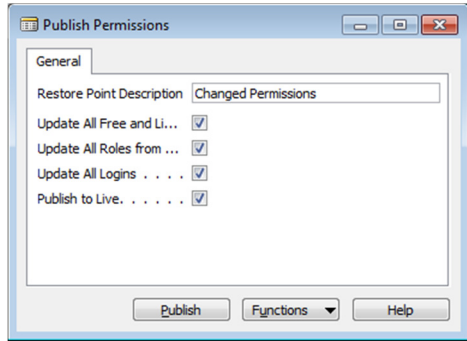 Publish Permissions
General
Restore Point Description Changed Permissions
Update All Free and Li...
Update All Roles from ...
Update All Logins . . . .
Publish to Live. . . . . .
Publish Functions Help